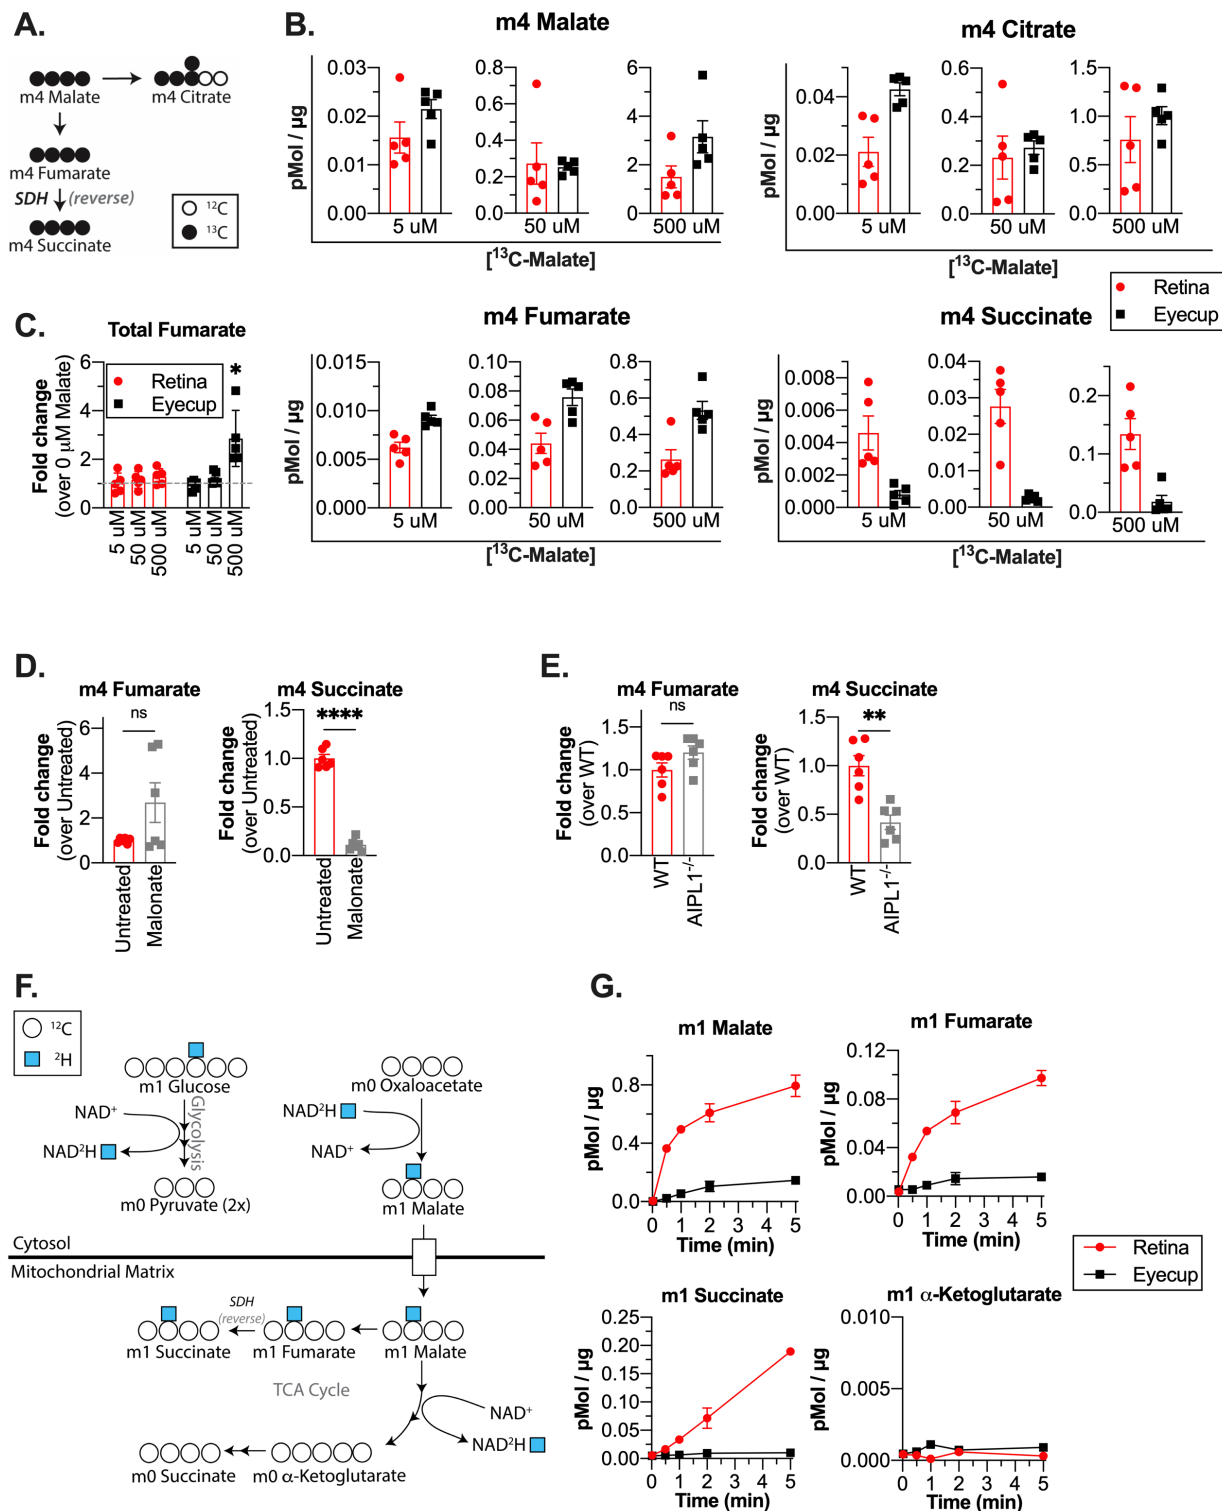 A.
m4 Malate
m4 Citrate
m4 Fumarate
SDH (reverse)
m4 Succinate
¹²C
¹³C
B.
m4 Malate
pMol / µg
0.03
0.02
0.01
0.00
5 uM
0.8
0.6
0.4
0.2
0.0
50 uM
6
4
2
0
500 uM
[¹³C-Malate]
m4 Citrate
pMol / µg
0.04
0.02
0.00
5 uM
0.6
0.4
0.2
0.0
50 uM
1.5
1.0
0.5
0.0
500 uM
[¹³C-Malate]
Retina
Eyecup
C.
Total Fumarate
Fold change
(over 0 µM Malate)
6
4
2
0
Retina
Eyecup
*
5 uM
50 uM
500 uM
5 uM
50 uM
500 uM
m4 Fumarate
pMol / µg
0.015
0.010
0.005
0.000
5 uM
0.10
0.08
0.06
0.04
0.02
0.00
50 uM
0.8
0.6
0.4
0.2
0.0
500 uM
[¹³C-Malate]
m4 Succinate
pMol / µg
0.008
0.006
0.004
0.002
0.000
5 uM
0.04
0.03
0.02
0.01
0.00
50 uM
0.2
0.1
0.0
500 uM
[¹³C-Malate]
D.
m4 Fumarate
ns
Fold change
(over Untreated)
6
4
2
0
Untreated
Malonate
m4 Succinate
****
Fold change
(over Untreated)
1.5
1.0
0.5
0.0
Untreated
Malonate
E.
m4 Fumarate
ns
Fold change
(over WT)
1.5
1.0
0.5
0.0
WT
AIPL1⁻/⁻
m4 Succinate
**
Fold change
(over WT)
1.5
1.0
0.5
0.0
WT
AIPL1⁻/⁻
F.
¹²C
²H
m1 Glucose
NAD⁺
NAD²H
Glycolysis
m0 Pyruvate (2x)
m0 Oxaloacetate
NAD²H
NAD⁺
m1 Malate
Cytosol
Mitochondrial Matrix
SDH
(reverse)
m1 Succinate
m1 Fumarate
m1 Malate
TCA Cycle
NAD⁺
NAD²H
m0 Succinate
m0 α-Ketoglutarate
G.
m1 Malate
pMol / µg
0.8
0.4
0.0
0 1 2 3 4 5
Time (min)
m1 Fumarate
pMol / µg
0.12
0.08
0.04
0.00
0 1 2 3 4 5
Time (min)
Retina
Eyecup
m1 Succinate
pMol / µg
0.25
0.20
0.15
0.10
0.05
0.00
0 1 2 3 4 5
Time (min)
m1 α-Ketoglutarate
pMol / µg
0.010
0.005
0.000
0 1 2 3 4 5
Time (min)